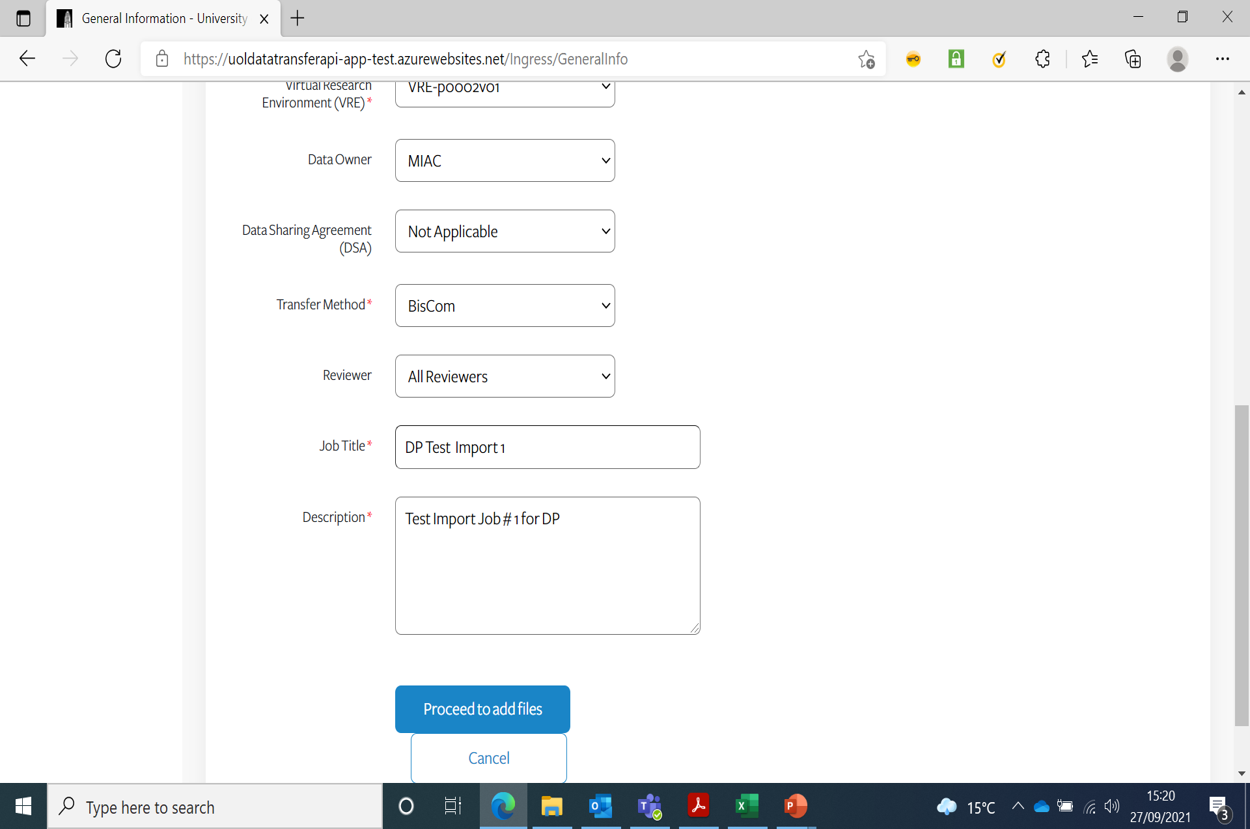 General Information - University
https://uoldatatransferapi-app-test.azurewebsites.net/Ingress/GeneralInfo
Virtual Research
Environment (VRE)*
VRE-p0002v01
Data Owner
MIAC
Data Sharing Agreement
(DSA)
Not Applicable
Transfer Method*
BisCom
Reviewer
All Reviewers
Job Title*
DP Test Import 1
Description*
Test Import Job # 1 for DP
Proceed to add files
Cancel
Type here to search
15°C
15:20
27/09/2021
3